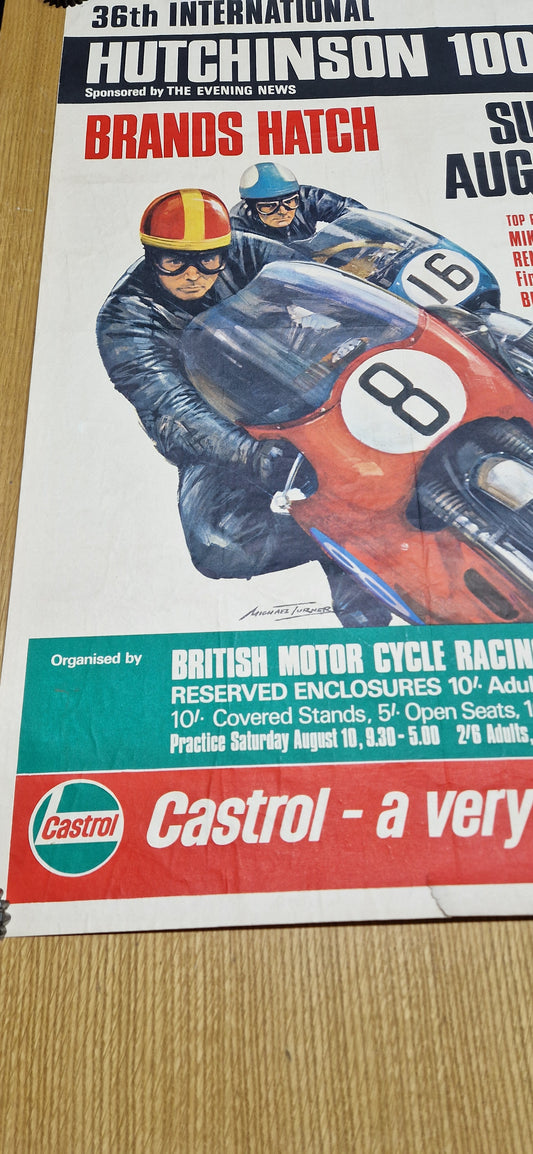 36th INTERNATIONAL
HUTCHINSON 100
Sponsored by THE EVENING NEWS
BRANDS HATCH
SU
AUG
TOP
MIK
Fin
16
8
MICHAEL TURNER
Organised by
BRITISH MOTOR CYCLE RACIN
RESERVED ENCLOSURES 10/- Adul
10/- Covered Stands, 5/- Open Seats, 1
Practice Saturday August 10, 9.30 - 5.00 2/6 Adults,
Castrol
Castrol - a very